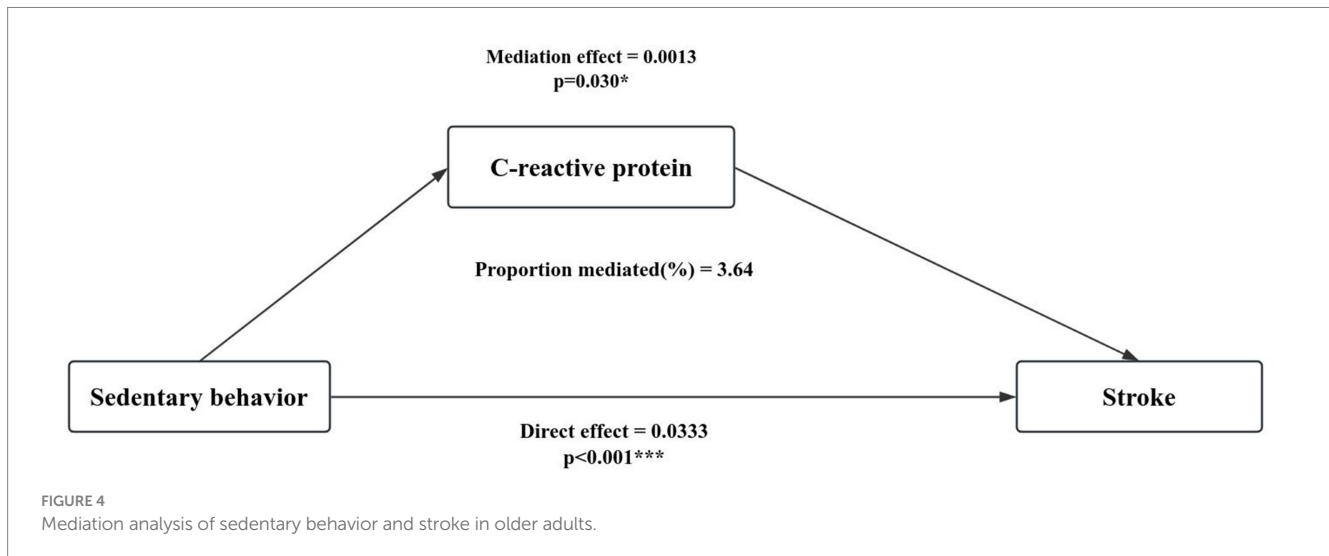 Mediation effect = 0.0013
p=0.030*
C-reactive protein
Proportion mediated(%) = 3.64
Sedentary behavior
Stroke
Direct effect = 0.0333
p<0.001***
FIGURE 4
Mediation analysis of sedentary behavior and stroke in older adults.